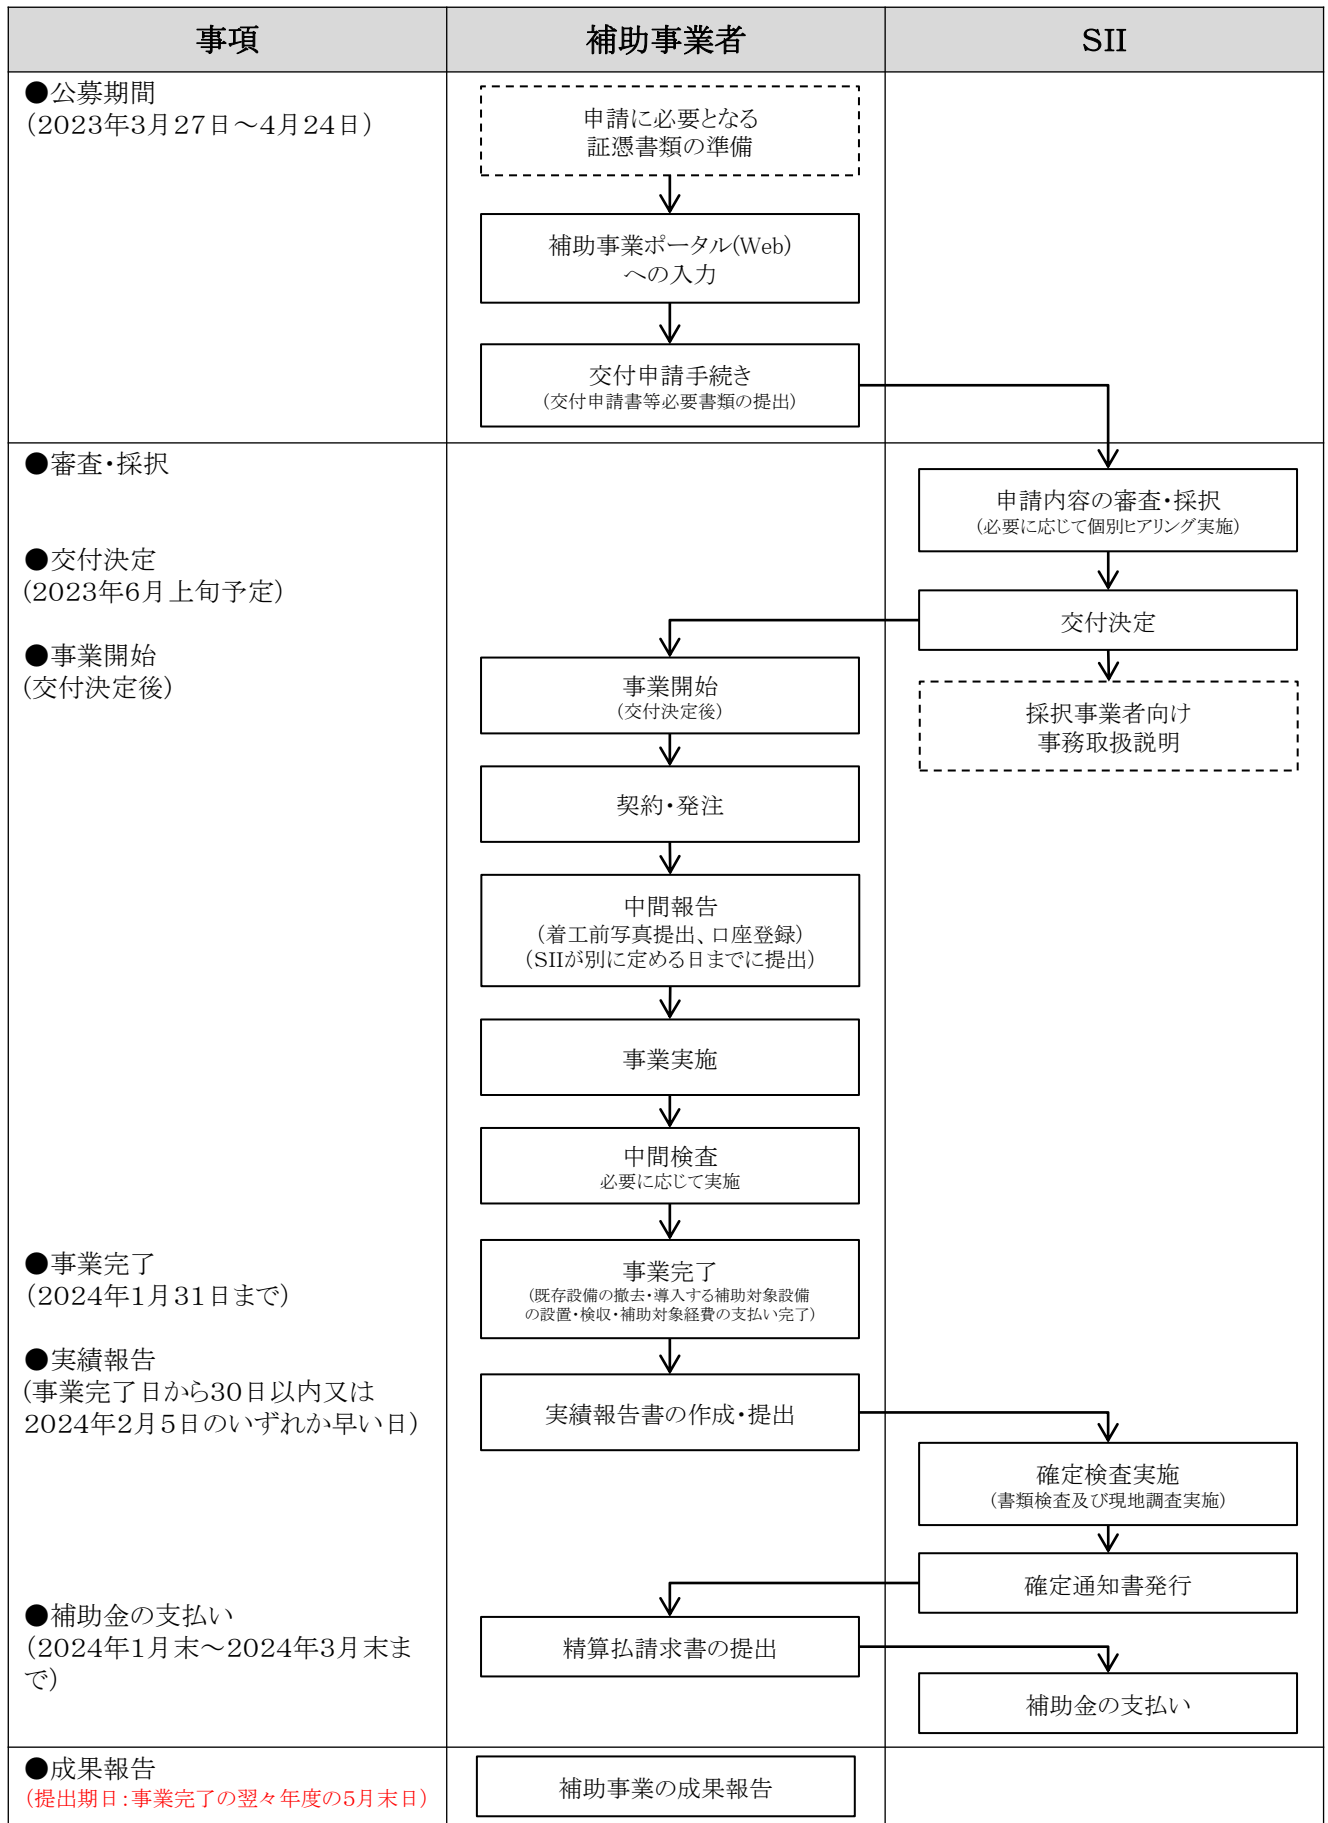 事項
補助事業者
SII
●公募期間
（2023年3月27日～4月24日）
申請に必要となる
証憑書類の準備
補助事業ポータル(Web)
への入力
交付申請手続き
（交付申請書等必要書類の提出）
●審査・採択
申請内容の審査・採択
（必要に応じて個別ヒアリング実施）
●交付決定
（2023年6月上旬予定）
交付決定
●事業開始
（交付決定後）
事業開始
（交付決定後）
採択事業者向け
事務取扱説明
契約・発注
中間報告
（着工前写真提出、口座登録）
（SIIが別に定める日までに提出）
事業実施
中間検査
必要に応じて実施
●事業完了
（2024年1月31日まで）
事業完了
（既存設備の撤去・導入する補助対象設備
の設置・検収・補助対象経費の支払い完了）
●実績報告
（事業完了日から30日以内又は
2024年2月5日のいずれか早い日）
実績報告書の作成・提出
確定検査実施
（書類検査及び現地調査実施）
確定通知書発行
●補助金の支払い
（2024年1月末～2024年3月末ま
で）
精算払請求書の提出
補助金の支払い
●成果報告
（提出期日：事業完了の翌々年度の5月末日）
補助事業の成果報告